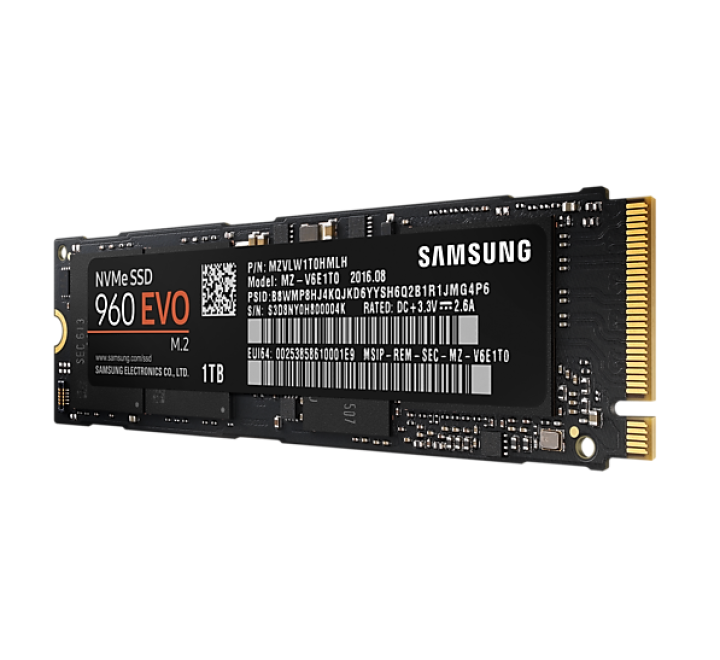 SAMSUNG
NVMe SSD
960 EVO
M.2
www.samsung.com/ssd
SAMSUNG ELECTRONICS CO., LTD.
1TB
P/N: MZVLW1T0HMLH
Model: MZ-V6E1T0 2016.08
PSID:B8WMP8HJ4KQJKD6YYSH6Q2B1R1JMG4P6
S/N: S3D8NY0H800004K RATED: DC+3.3V⎓2.6A
EUI64: 00253858610001E9 MSIP-REM-SEC-MZ-V6E1T0
SEC 613
507